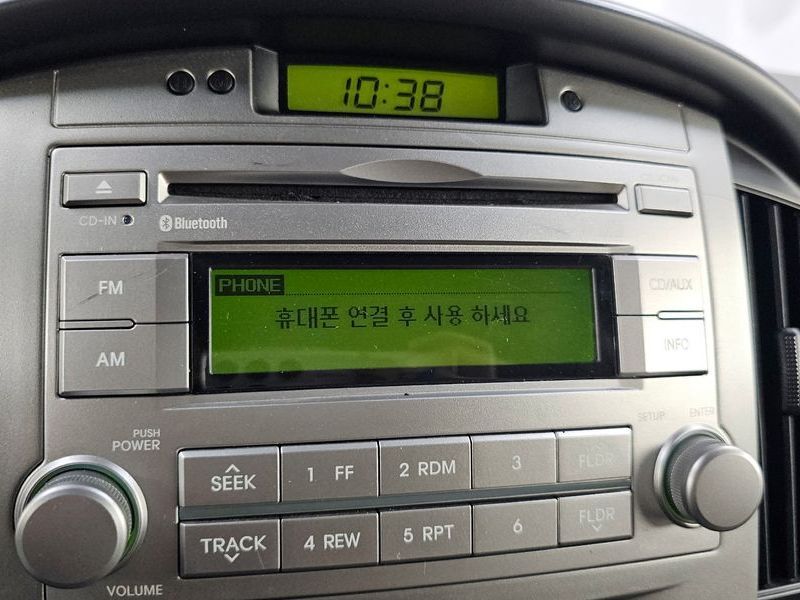 10:38
CD-IN
Bluetooth
FM
AM
PHONE
휴대폰 연결 후 사용 하세요
CD/AUX
INFO
PUSH
POWER
SETUP
ENTER
SEEK
1 FF
2 RDM
3
FLDR
TRACK
4 REW
5 RPT
6
FLDR
VOLUME